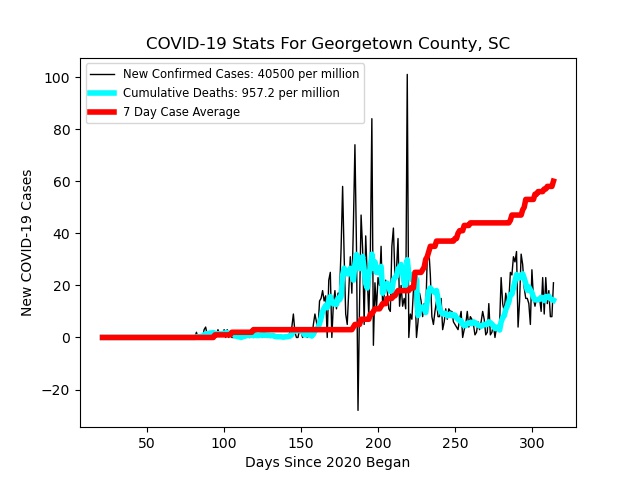 COVID-19 Stats For Georgetown County, SC
New Confirmed Cases: 40500 per million
Cumulative Deaths: 957.2 per million
7 Day Case Average
100
80
60
40
20
0
−20
New COVID-19 Cases
50 100 150 200 250 300
Days Since 2020 Began